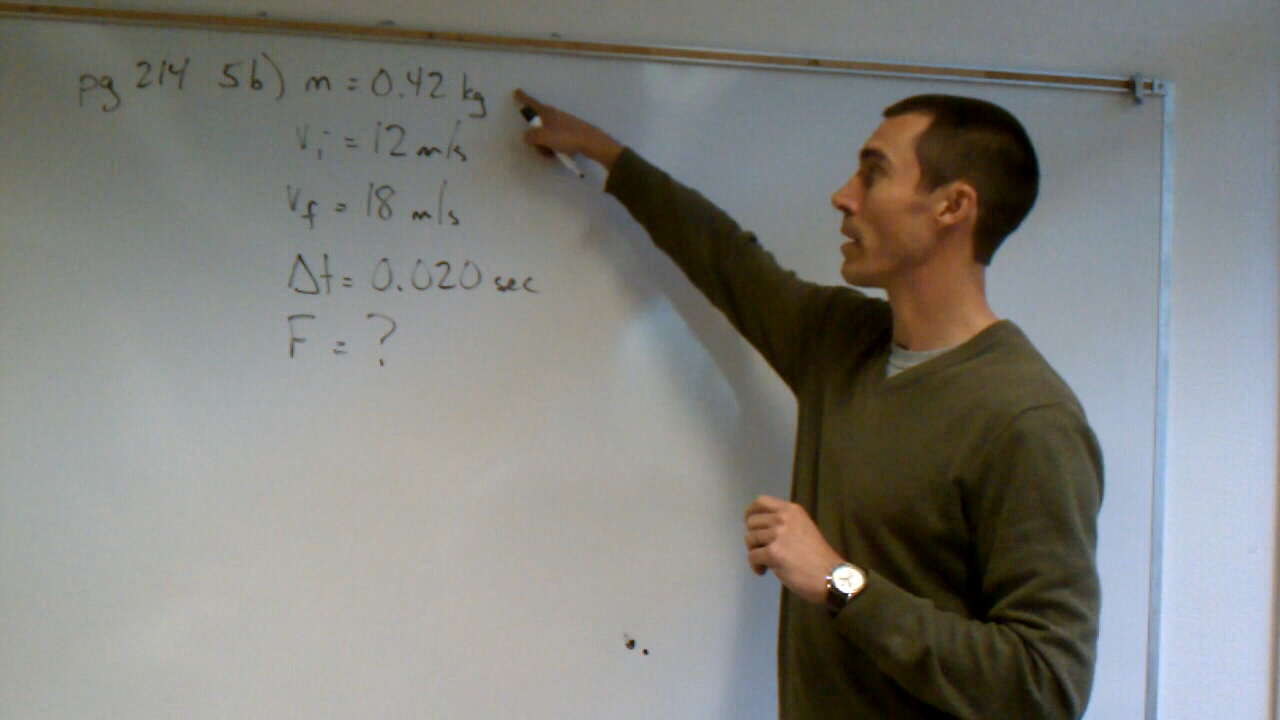 pg 214 5b) m = 0.42 kg
vi = 12 m/s
vf = 18 m/s
Δt = 0.020 sec
F = ?